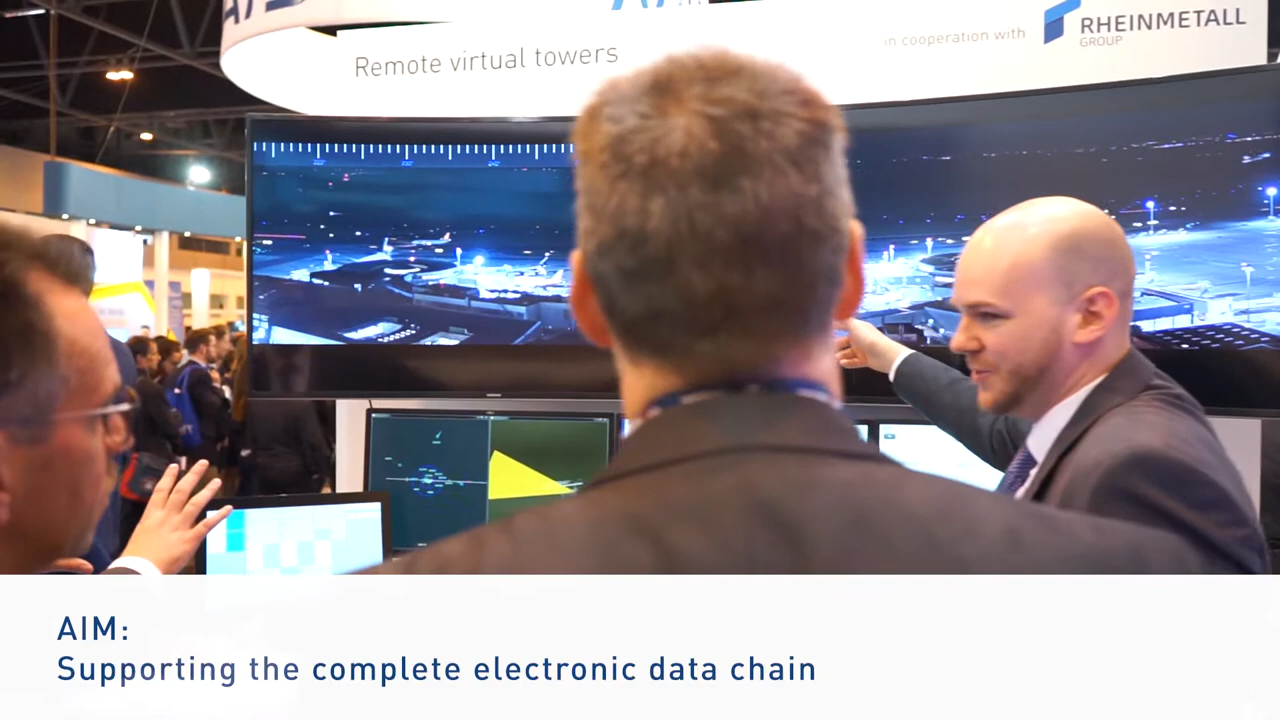 Remote virtual towers
in cooperation with
RHEINMETALL
GROUP
AIM:
Supporting the complete electronic data chain